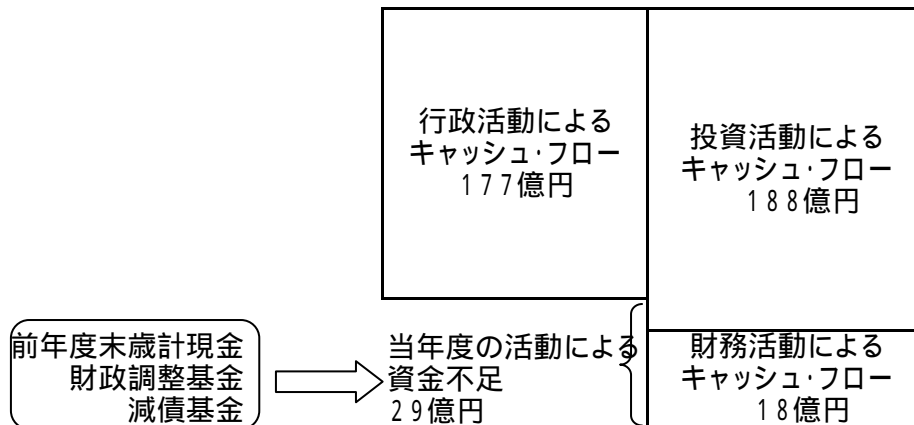 行政活動による
キャッシュ・フロー
177億円
投資活動による
キャッシュ・フロー
188億円
前年度末歳計現金
財政調整基金
減債基金
当年度の活動による
資金不足
29億円
財務活動による
キャッシュ・フロー
18億円